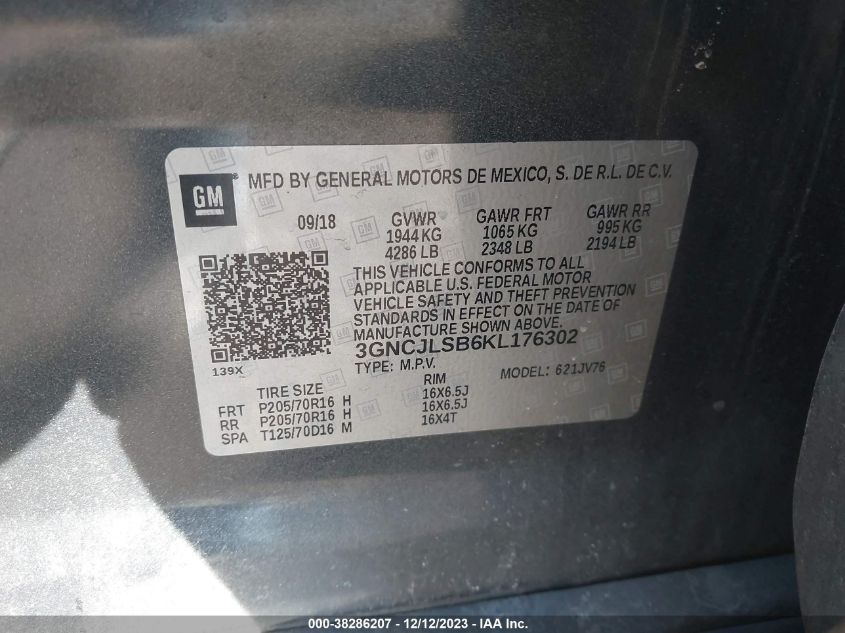 GM
MFD BY GENERAL MOTORS DE MEXICO, S. DE R.L. DE C.V.
09/18 GVWR GAWR FRT GAWR RR
1944 KG 1065 KG 995 KG
4286 LB 2348 LB 2194 LB
THIS VEHICLE CONFORMS TO ALL
APPLICABLE U.S. FEDERAL MOTOR
VEHICLE SAFETY AND THEFT PREVENTION
STANDARDS IN EFFECT ON THE DATE OF
MANUFACTURE SHOWN ABOVE.
3GNCJLSB6KL176302
139X
TYPE: M.P.V. MODEL: 621JV76
TIRE SIZE RIM
FRT P205/70R16 H 16X6.5J
RR P205/70R16 H 16X6.5J
SPA T125/70D16 M 16X4T
000-38286207 - 12/12/2023 - IAA Inc.